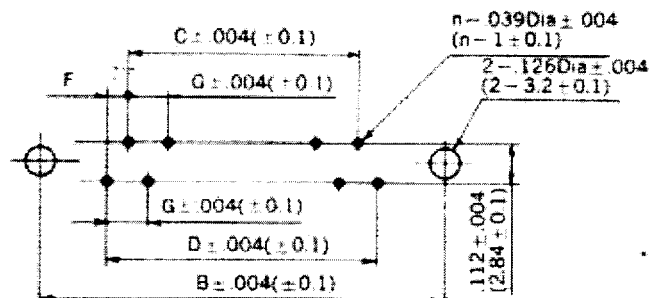 C ± .004(±0.1)
n - .039Dia ± .004
(n - 1 ± 0.1)
2 - .126Dia ± .004
(2 - 3.2 ± 0.1)
F
G ± .004(±0.1)
G ± .004(±0.1)
D ± .004(±0.1)
B ± .004(±0.1)
.112 ± .004
(2.84 ± 0.1)